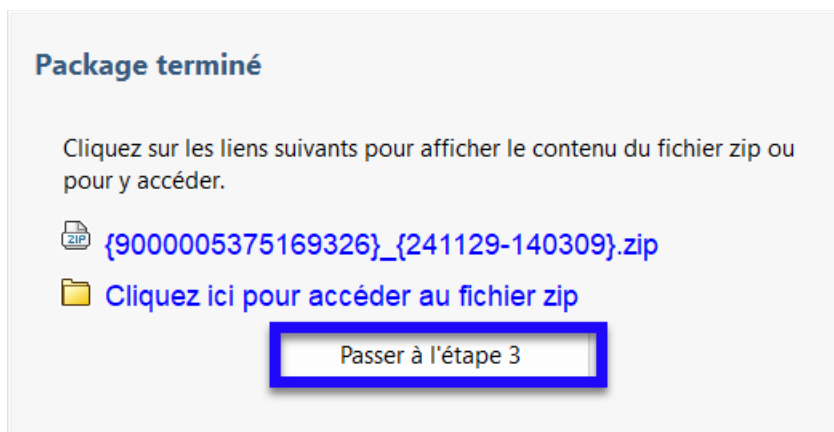 Package terminé
Cliquez sur les liens suivants pour afficher le contenu du fichier zip ou
pour y accéder.
ZIP {9000005375169326}_{241129-140309}.zip
Cliquez ici pour accéder au fichier zip
Passer à l'étape 3